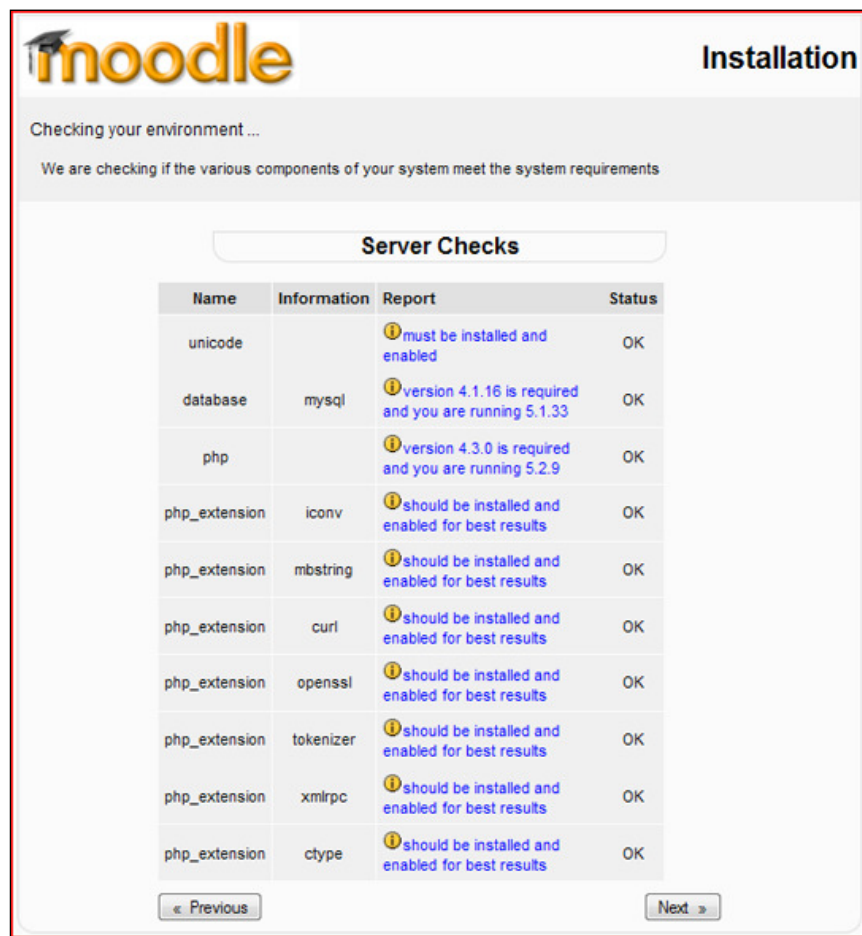 moodle
Installation
Checking your environment ...
We are checking if the various components of your system meet the system requirements
Server Checks
Name Information Report Status
unicode must be installed and enabled OK
database mysql version 4.1.16 is required and you are running 5.1.33 OK
php version 4.3.0 is required and you are running 5.2.9 OK
php_extension iconv should be installed and enabled for best results OK
php_extension mbstring should be installed and enabled for best results OK
php_extension curl should be installed and enabled for best results OK
php_extension openssl should be installed and enabled for best results OK
php_extension tokenizer should be installed and enabled for best results OK
php_extension xmlrpc should be installed and enabled for best results OK
php_extension ctype should be installed and enabled for best results OK
« Previous
Next »